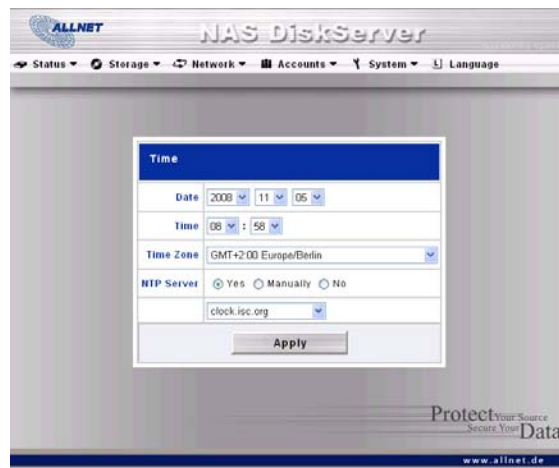 ALLNET
NAS DiskServer
Status Storage Network Accounts System Language
Time
Date 2008 11 05
Time 08 : 58
Time Zone GMT+2:00 Europe/Berlin
NTP Server Yes Manually No
clock.isc.org
Apply
Protect Your Source
Secure Your Data
www.allnet.de